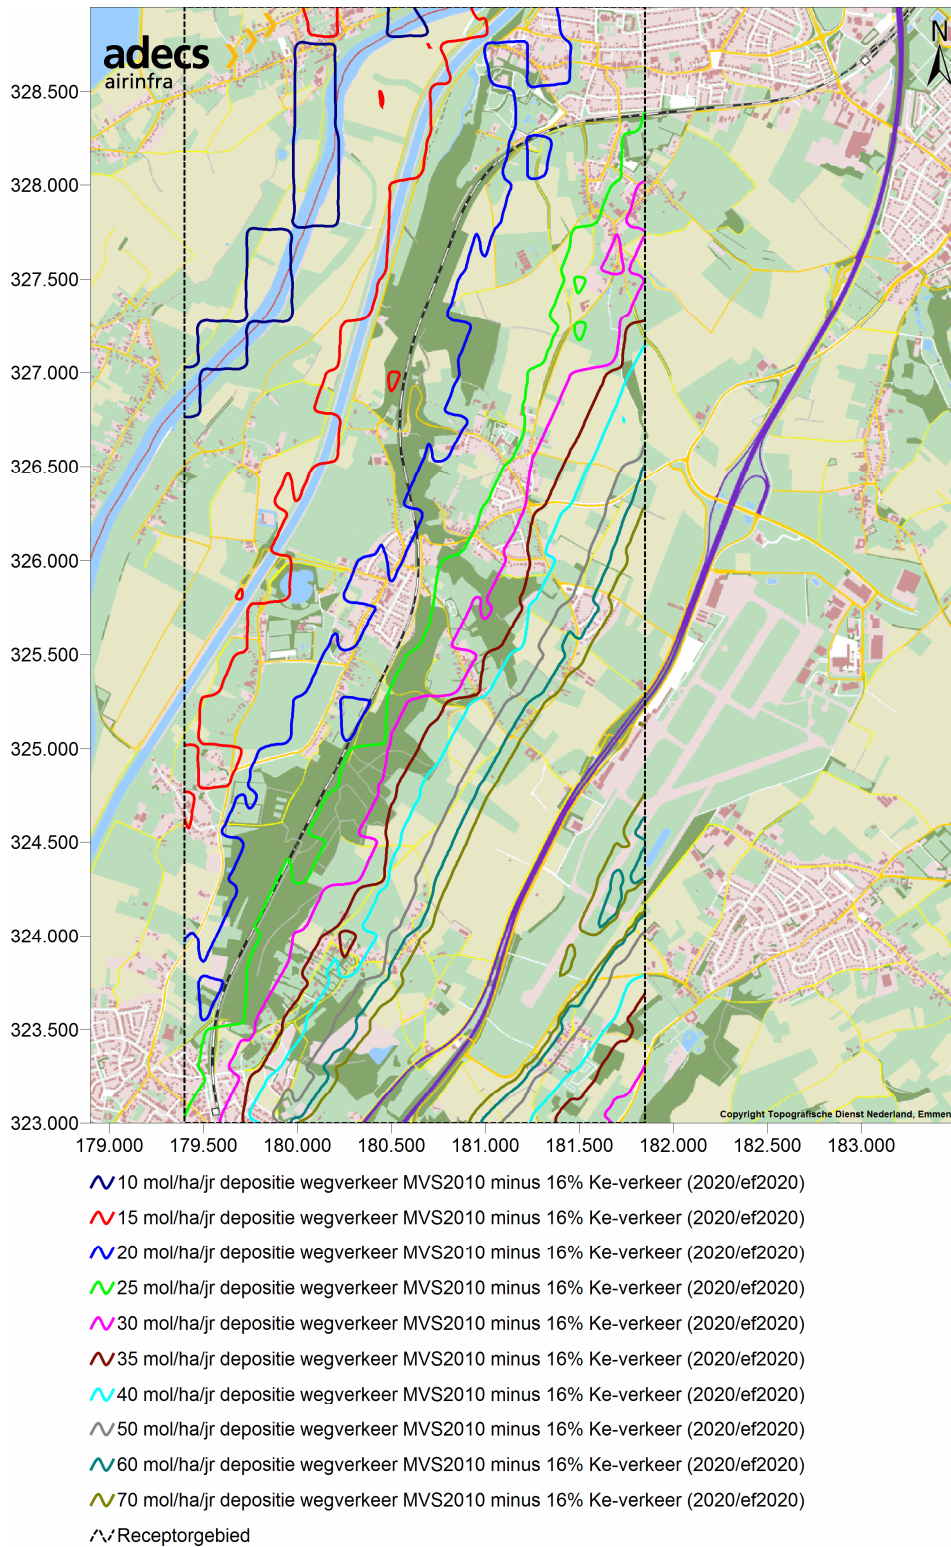 adecs
airinfra
N
328.500
328.000
327.500
327.000
326.500
326.000
325.500
325.000
324.500
324.000
323.500
323.000
Copyright Topografische Dienst Nederland, Emmen
179.000 179.500 180.000 180.500 181.000 181.500 182.000 182.500 183.000
10 mol/ha/jr depositie wegverkeer MVS2010 minus 16% Ke-verkeer (2020/ef2020)
15 mol/ha/jr depositie wegverkeer MVS2010 minus 16% Ke-verkeer (2020/ef2020)
20 mol/ha/jr depositie wegverkeer MVS2010 minus 16% Ke-verkeer (2020/ef2020)
25 mol/ha/jr depositie wegverkeer MVS2010 minus 16% Ke-verkeer (2020/ef2020)
30 mol/ha/jr depositie wegverkeer MVS2010 minus 16% Ke-verkeer (2020/ef2020)
35 mol/ha/jr depositie wegverkeer MVS2010 minus 16% Ke-verkeer (2020/ef2020)
40 mol/ha/jr depositie wegverkeer MVS2010 minus 16% Ke-verkeer (2020/ef2020)
50 mol/ha/jr depositie wegverkeer MVS2010 minus 16% Ke-verkeer (2020/ef2020)
60 mol/ha/jr depositie wegverkeer MVS2010 minus 16% Ke-verkeer (2020/ef2020)
70 mol/ha/jr depositie wegverkeer MVS2010 minus 16% Ke-verkeer (2020/ef2020)
Receptorgebied